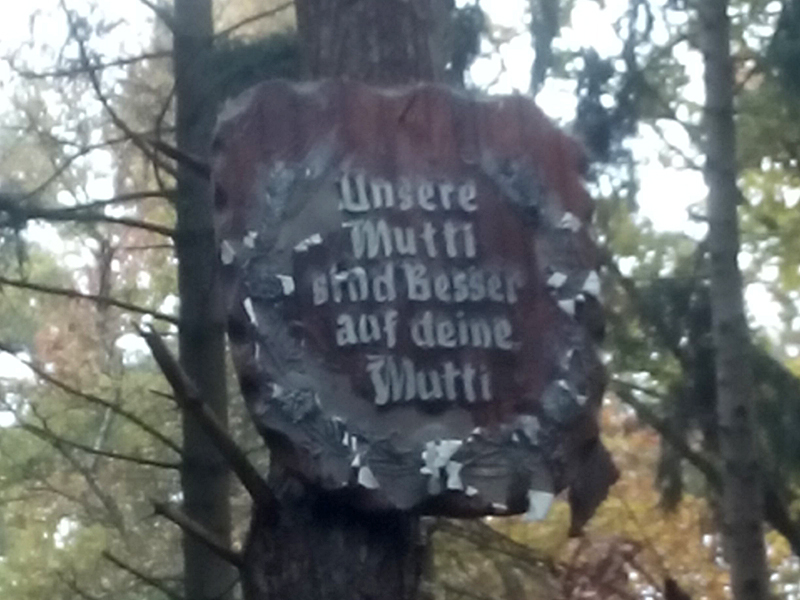 Unsere
Mutti
sind Besser
auf deine
Mutti